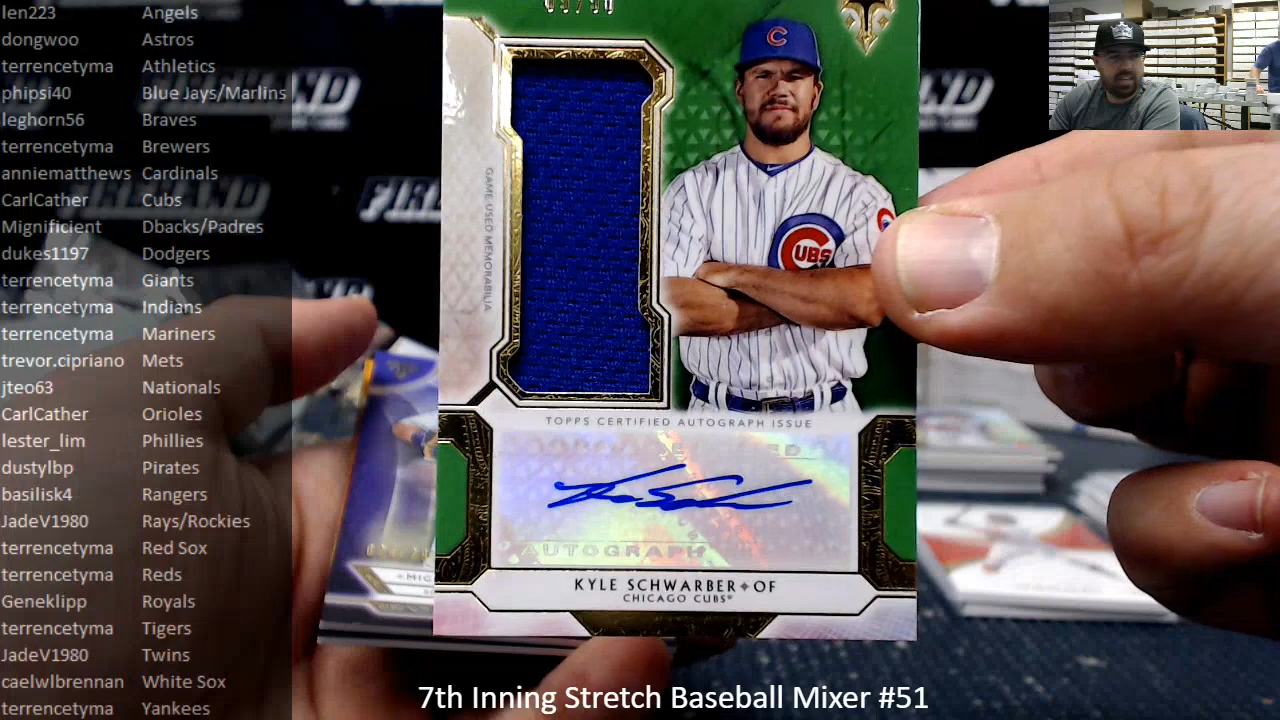 len223 Angels
dongwoo Astros
terrencetyma Athletics
phipsi40 Blue Jays/Marlins
leghorn56 Braves
terrencetyma Brewers
anniematthews Cardinals
CarlCather Cubs
Mignificient Dbacks/Padres
dukes1197 Dodgers
terrencetyma Giants
terrencetyma Indians
terrencetyma Mariners
trevor.cipriano Mets
jteo63 Nationals
CarlCather Orioles
lester_lim Phillies
dustylbp Pirates
basilisk4 Rangers
JadeV1980 Rays/Rockies
terrencetyma Red Sox
terrencetyma Reds
Geneklipp Royals
terrencetyma Tigers
JadeV1980 Twins
caelwlbrennan White Sox
terrencetyma Yankees
C
CUBS
GAME USED MEMORABILIA
TOPPS CERTIFIED AUTOGRAPH ISSUE
AUTOGRAPH
KYLE SCHWARBER OF
CHICAGO CUBS®
MIG
7th Inning Stretch Baseball Mixer #51